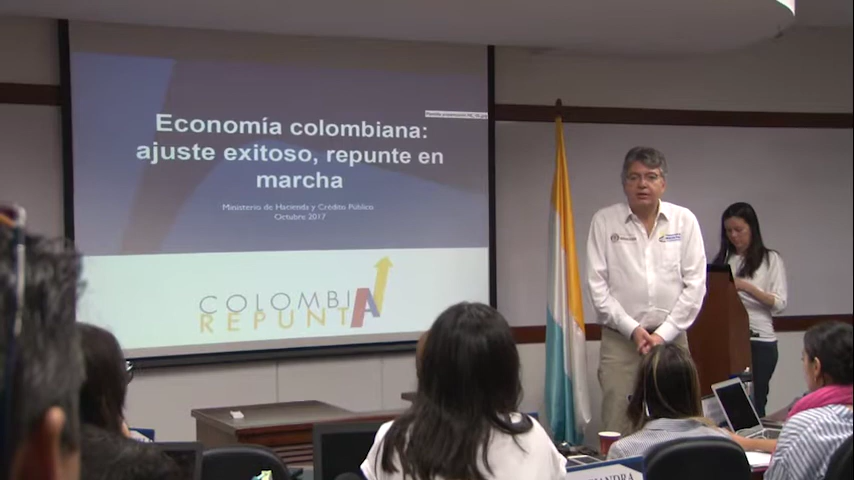 Economía colombiana:
ajuste exitoso, repunte en
marcha
Ministerio de Hacienda y Crédito Público
Octubre 2017
COLOMBIA
REPUNTA